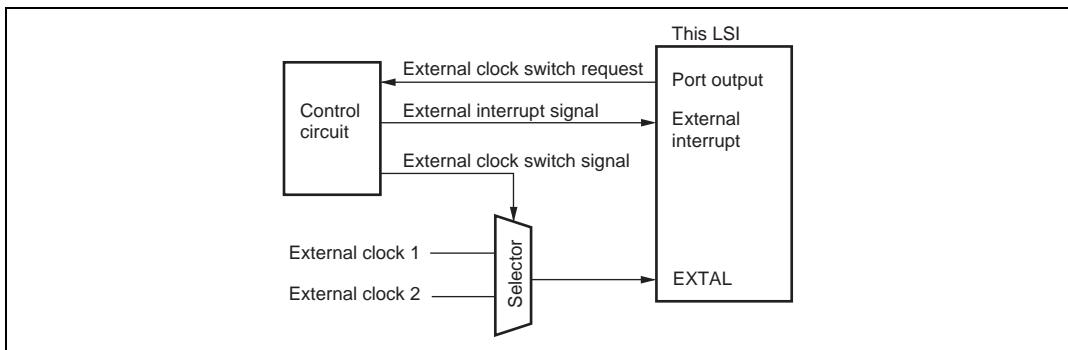 This LSI
External clock switch request
Port output
Control
circuit
External interrupt signal
External
interrupt
External clock switch signal
External clock 1
External clock 2
Selector
EXTAL